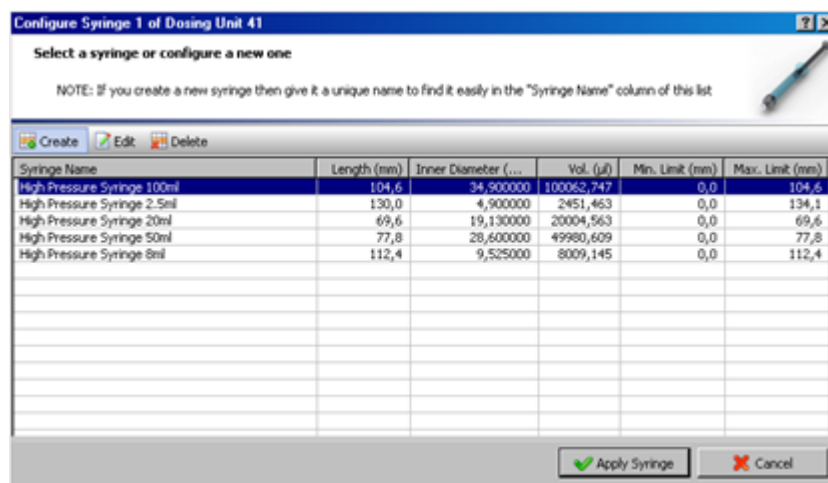 Configure Syringe 1 of Dosing Unit 41
Select a syringe or configure a new one
NOTE: If you create a new syringe then give it a unique name to find it easily in the "Syringe Name" column of this list
Create Edit Delete
Syringe Name Length (mm) Inner Diameter (... Vol. (µl) Min. Limit (mm) Max. Limit (mm)
High Pressure Syringe 100ml 104,6 34,900000 100062,747 0,0 104,6
High Pressure Syringe 2.5ml 130,0 4,900000 2451,463 0,0 134,1
High Pressure Syringe 20ml 69,6 19,130000 20004,563 0,0 69,6
High Pressure Syringe 50ml 77,8 28,600000 49980,609 0,0 77,8
High Pressure Syringe 8ml 112,4 9,525000 8009,145 0,0 112,4
Apply Syringe Cancel